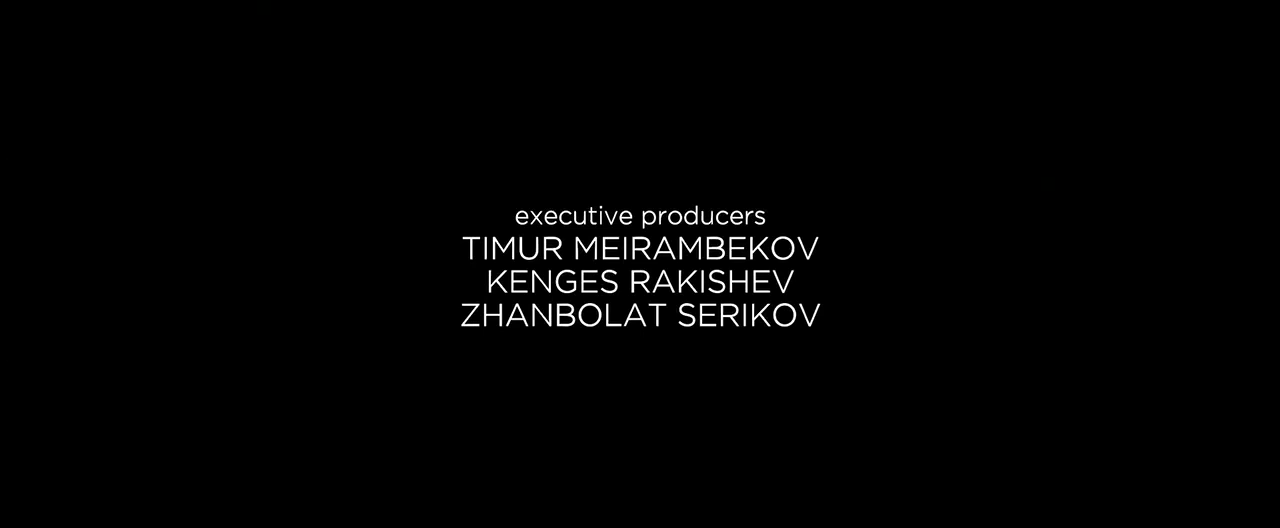 executive producers
TIMUR MEIRAMBEKOV
KENGES RAKISHEV
ZHANBOLAT SERIKOV